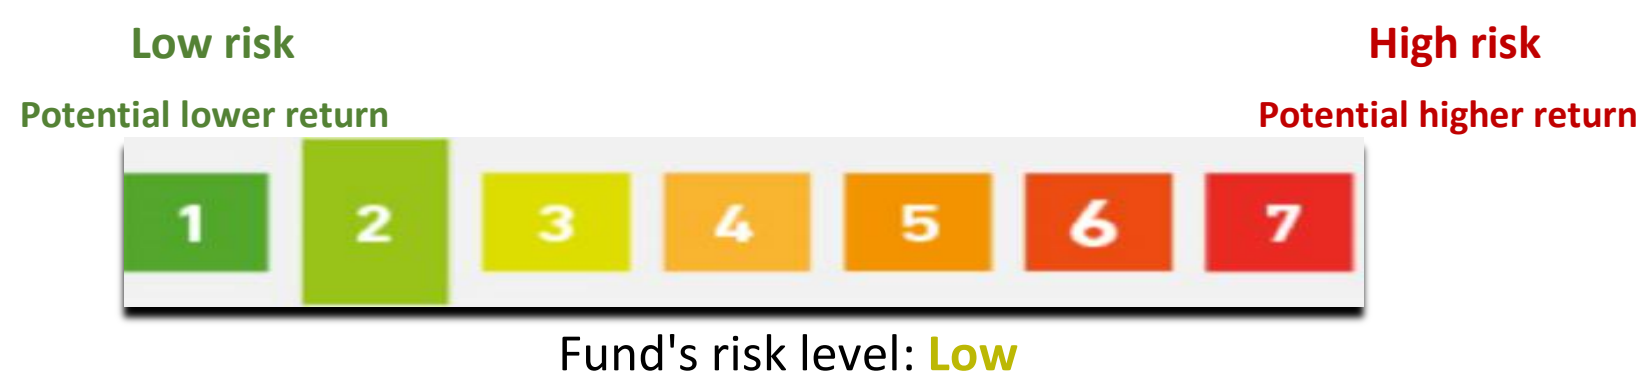 Low risk High risk
Potential lower return Potential higher return
1 2 3 4 5 6 7
Fund's risk level: Low